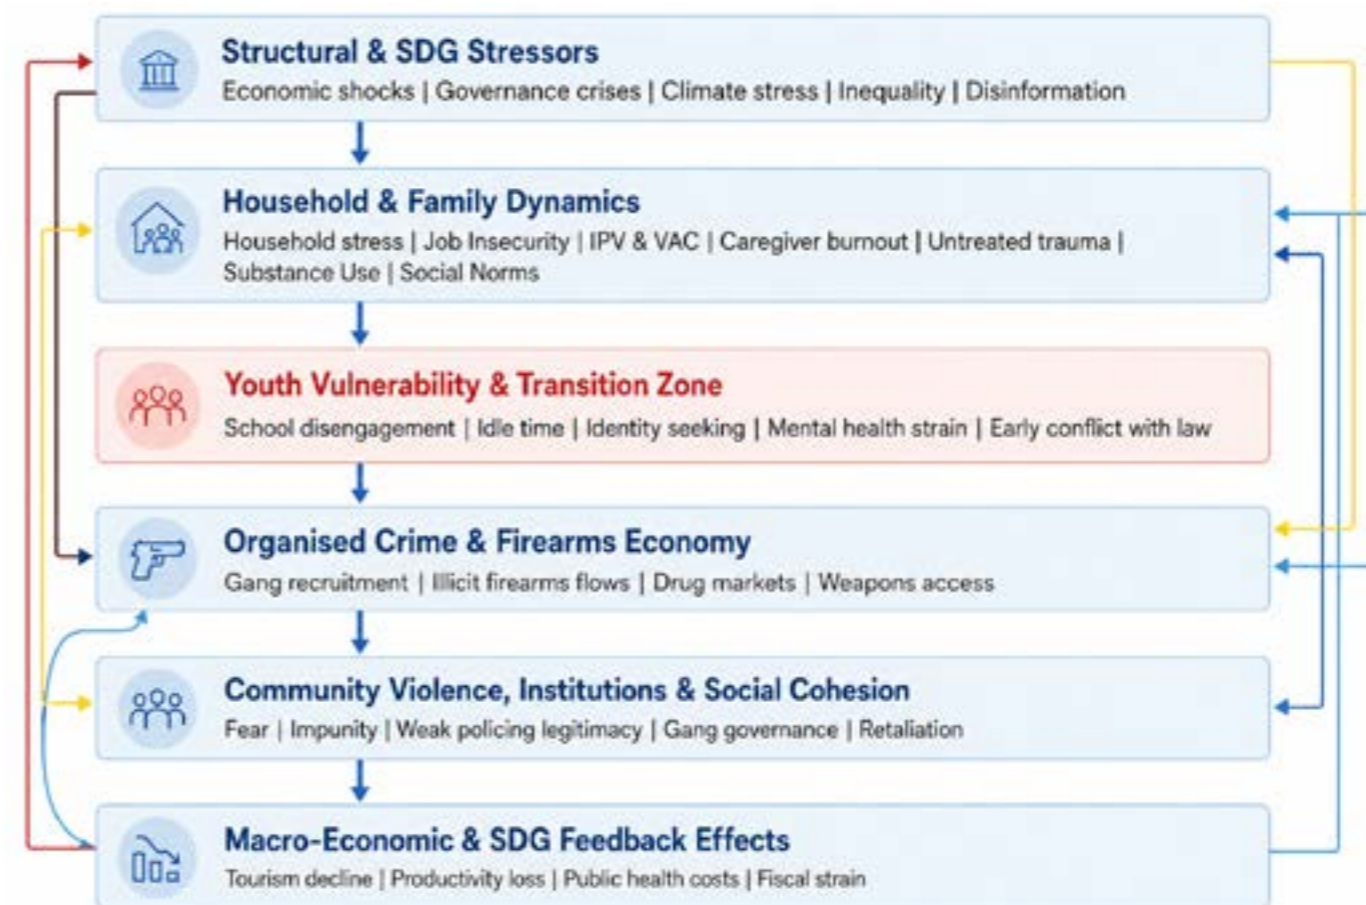 Structural & SDG Stressors
Economic shocks | Governance crises | Climate stress | Inequality | Disinformation
Household & Family Dynamics
Household stress | Job Insecurity | IPV & VAC | Caregiver burnout | Untreated trauma |
Substance Use | Social Norms
Youth Vulnerability & Transition Zone
School disengagement | Idle time | Identity seeking | Mental health strain | Early conflict with law
Organised Crime & Firearms Economy
Gang recruitment | Illicit firearms flows | Drug markets | Weapons access
Community Violence, Institutions & Social Cohesion
Fear | Impunity | Weak policing legitimacy | Gang governance | Retaliation
Macro-Economic & SDG Feedback Effects
Tourism decline | Productivity loss | Public health costs | Fiscal strain